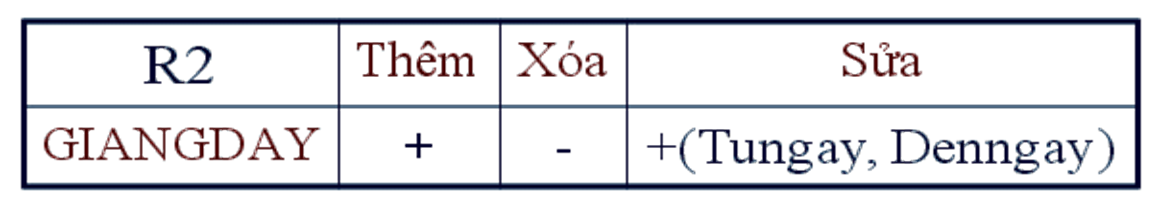 R2 Thêm Xóa Sửa
GIANGDAY + - +(Tungay, Denngay)